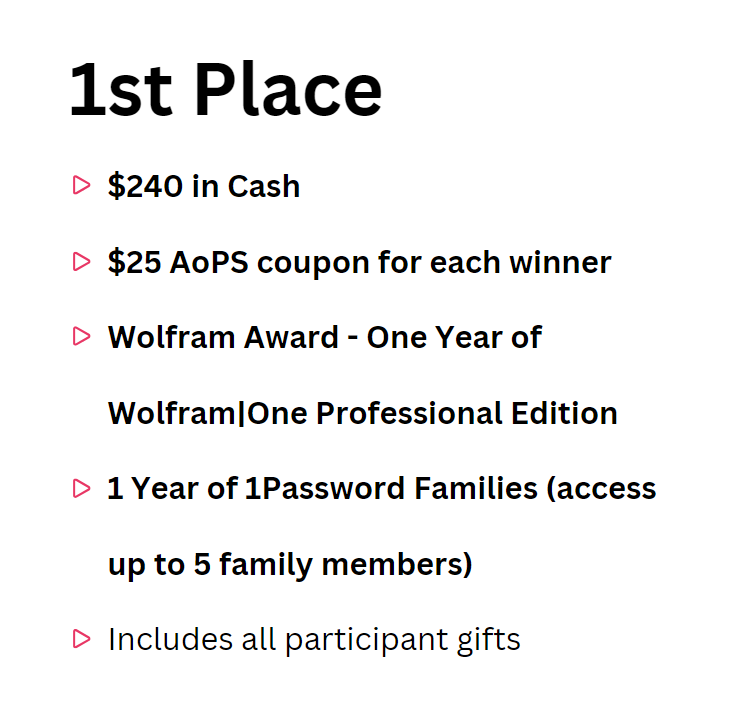 1st Place
$240 in Cash
$25 AoPS coupon for each winner
Wolfram Award - One Year of
Wolfram|One Professional Edition
1 Year of 1Password Families (access
up to 5 family members)
Includes all participant gifts